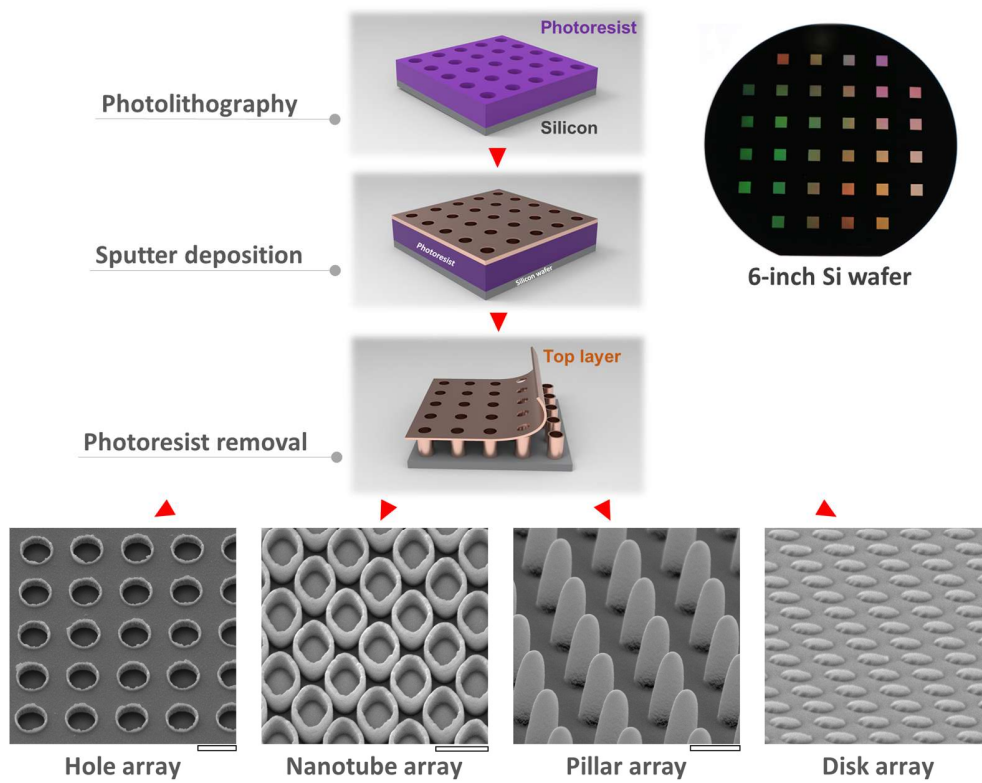 Photoresist
Photolithography
Silicon
Sputter deposition
Photoresist
Silicon wafer
6-inch Si wafer
Top layer
Photoresist removal
Hole array
Nanotube array
Pillar array
Disk array